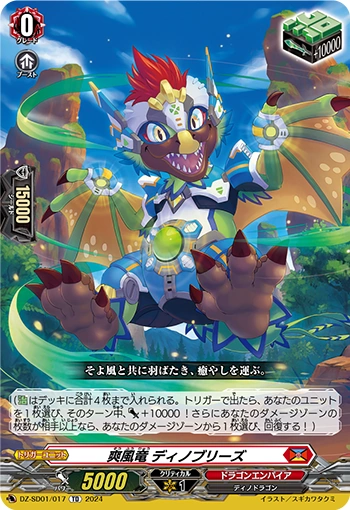 0
グレード
ブースト
+10000
15000
シールド
そよ風と共に羽ばたき、癒やしを運ぶ。
(治はデッキに合計4枚まで入れられる。トリガーで出たら、あなたのユニット
を1枚選び、そのターン中、+10000！さらにあなたのダメージゾーン
の枚数が相手以上なら、あなたのダメージゾーンから1枚選び、回復する！)
トリガーユニット
爽風竜 ディノブリーズ
パワー
5000
クリティカル
1
ドラゴンエンパイア
ディノドラゴン
DZ-SD01/017 TD 2024
イラスト/スギカワタクミ